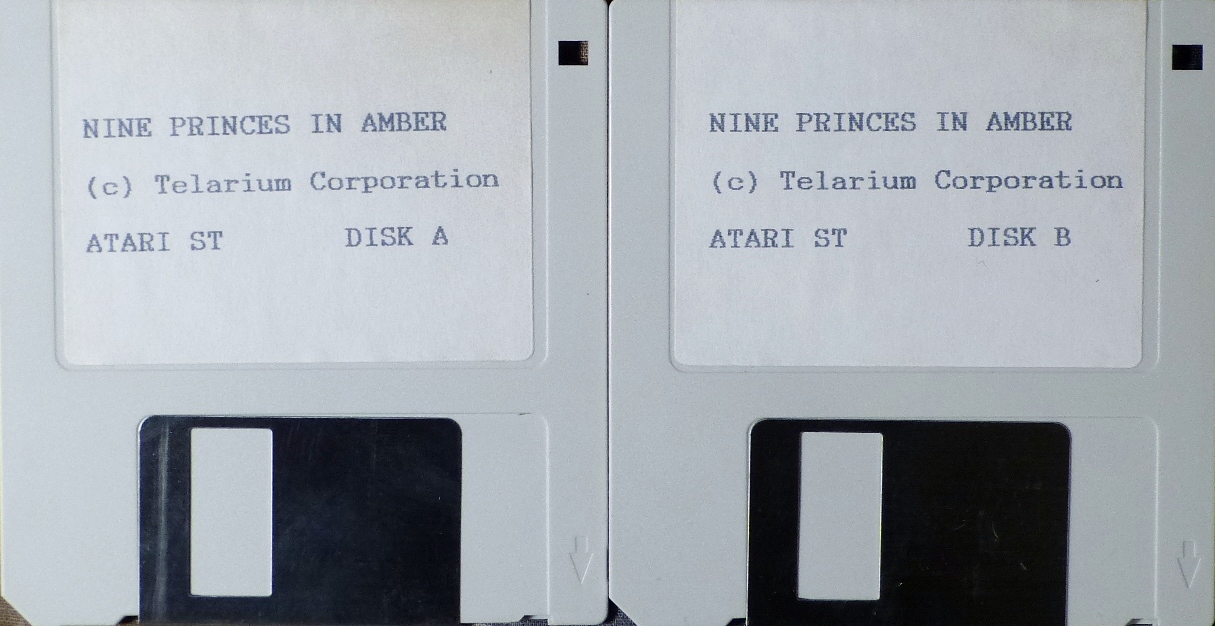 NINE PRINCES IN AMBER
(c) Telarium Corporation
ATARI ST DISK A
NINE PRINCES IN AMBER
(c) Telarium Corporation
ATARI ST DISK B